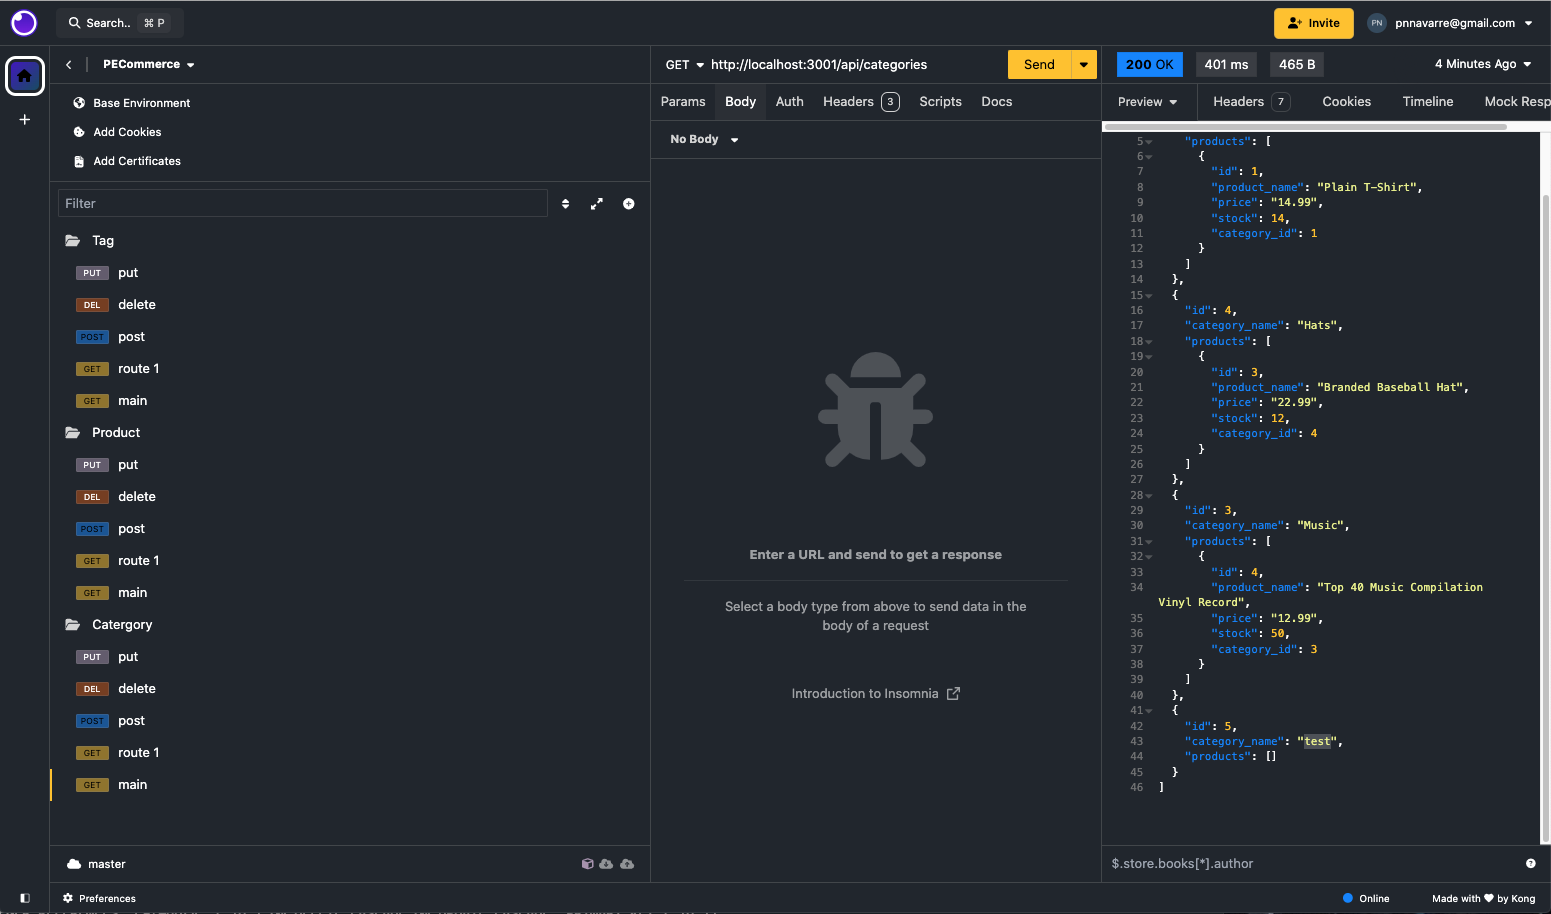 Search.. ⌘ P
Invite
PN pnnavarre@gmail.com
PECommerce
Base Environment
Add Cookies
Add Certificates
Filter
Tag
PUT put
DEL delete
POST post
GET route 1
GET main
Product
PUT put
DEL delete
POST post
GET route 1
GET main
Catergory
PUT put
DEL delete
POST post
GET route 1
GET main
master
Preferences
GET http://localhost:3001/api/categories
Send
Params Body Auth Headers 3 Scripts Docs
No Body
Enter a URL and send to get a response
Select a body type from above to send data in the
body of a request
Introduction to Insomnia
200 OK 401 ms 465 B 4 Minutes Ago
Preview Headers 7 Cookies Timeline Mock Resp
5 "products": [
6 {
7 "id": 1,
8 "product_name": "Plain T-Shirt",
9 "price": "14.99",
10 "stock": 14,
11 "category_id": 1
12 }
13 ]
14 },
15 {
16 "id": 4,
17 "category_name": "Hats",
18 "products": [
19 {
20 "id": 3,
21 "product_name": "Branded Baseball Hat",
22 "price": "22.99",
23 "stock": 12,
24 "category_id": 4
25 }
26 ]
27 },
28 {
29 "id": 3,
30 "category_name": "Music",
31 "products": [
32 {
33 "id": 4,
34 "product_name": "Top 40 Music Compilation
Vinyl Record",
35 "price": "12.99",
36 "stock": 50,
37 "category_id": 3
38 }
39 ]
40 },
41 {
42 "id": 5,
43 "category_name": "test",
44 "products": []
45 }
46 ]
$.store.books[*].author
Online
Made with ♥ by Kong